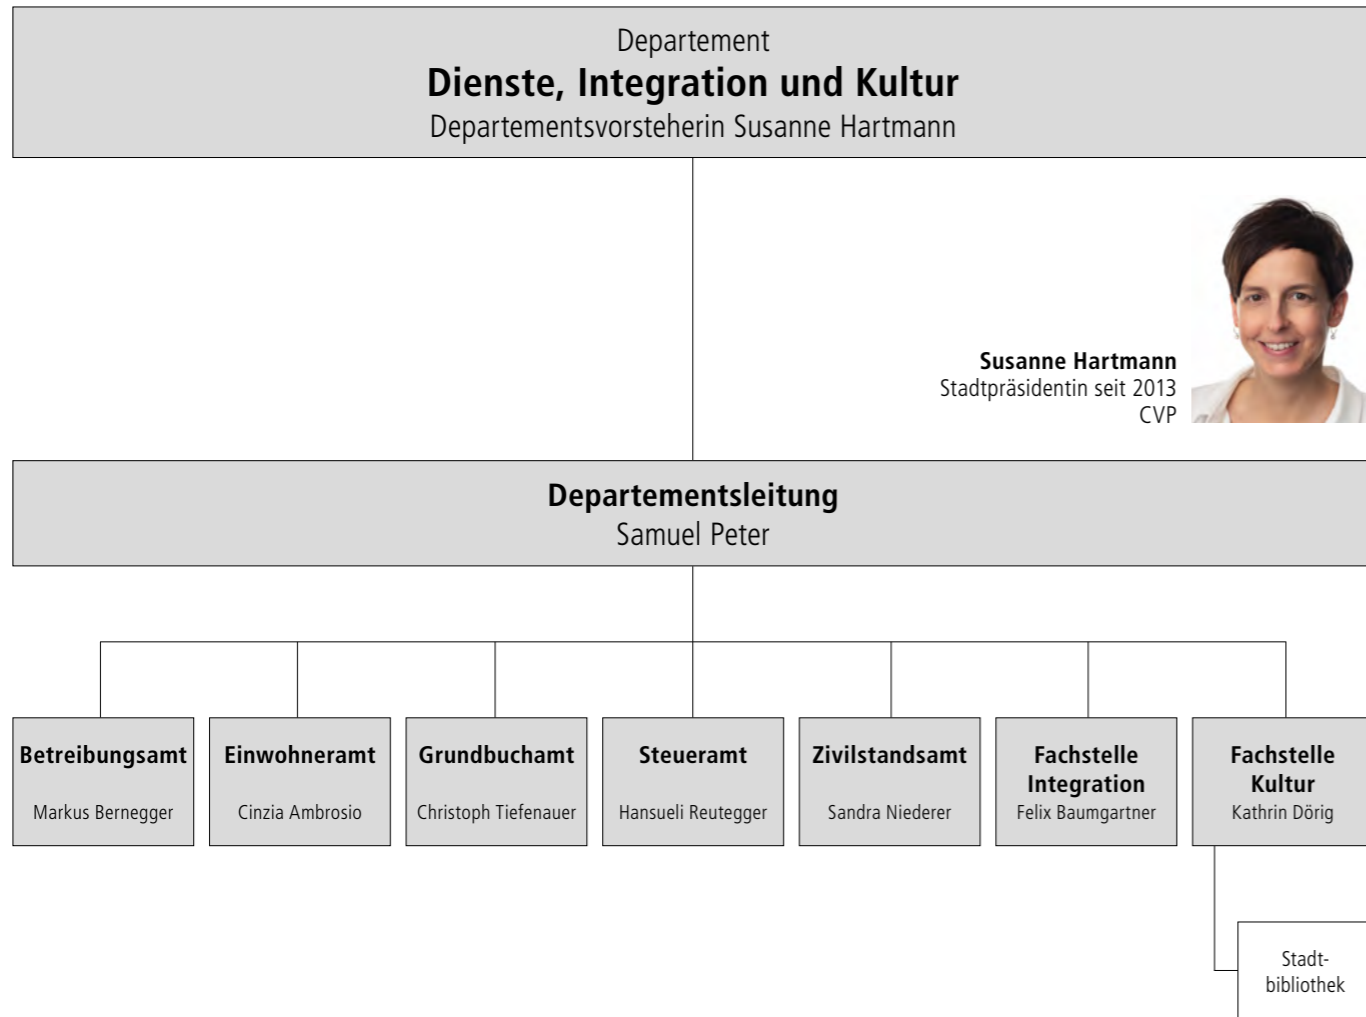 Departement
Dienste, Integration und Kultur
Departementsvorsteherin Susanne Hartmann
Susanne Hartmann
Stadtpräsidentin seit 2013
CVP
Departementsleitung
Samuel Peter
Betreibungsamt
Markus Bernegger
Einwohneramt
Cinzia Ambrosio
Grundbuchamt
Christoph Tiefenauer
Steueramt
Hansueli Reutegger
Zivilstandsamt
Sandra Niederer
Fachstelle
Integration
Felix Baumgartner
Fachstelle
Kultur
Kathrin Dörig
Stadt-
bibliothek